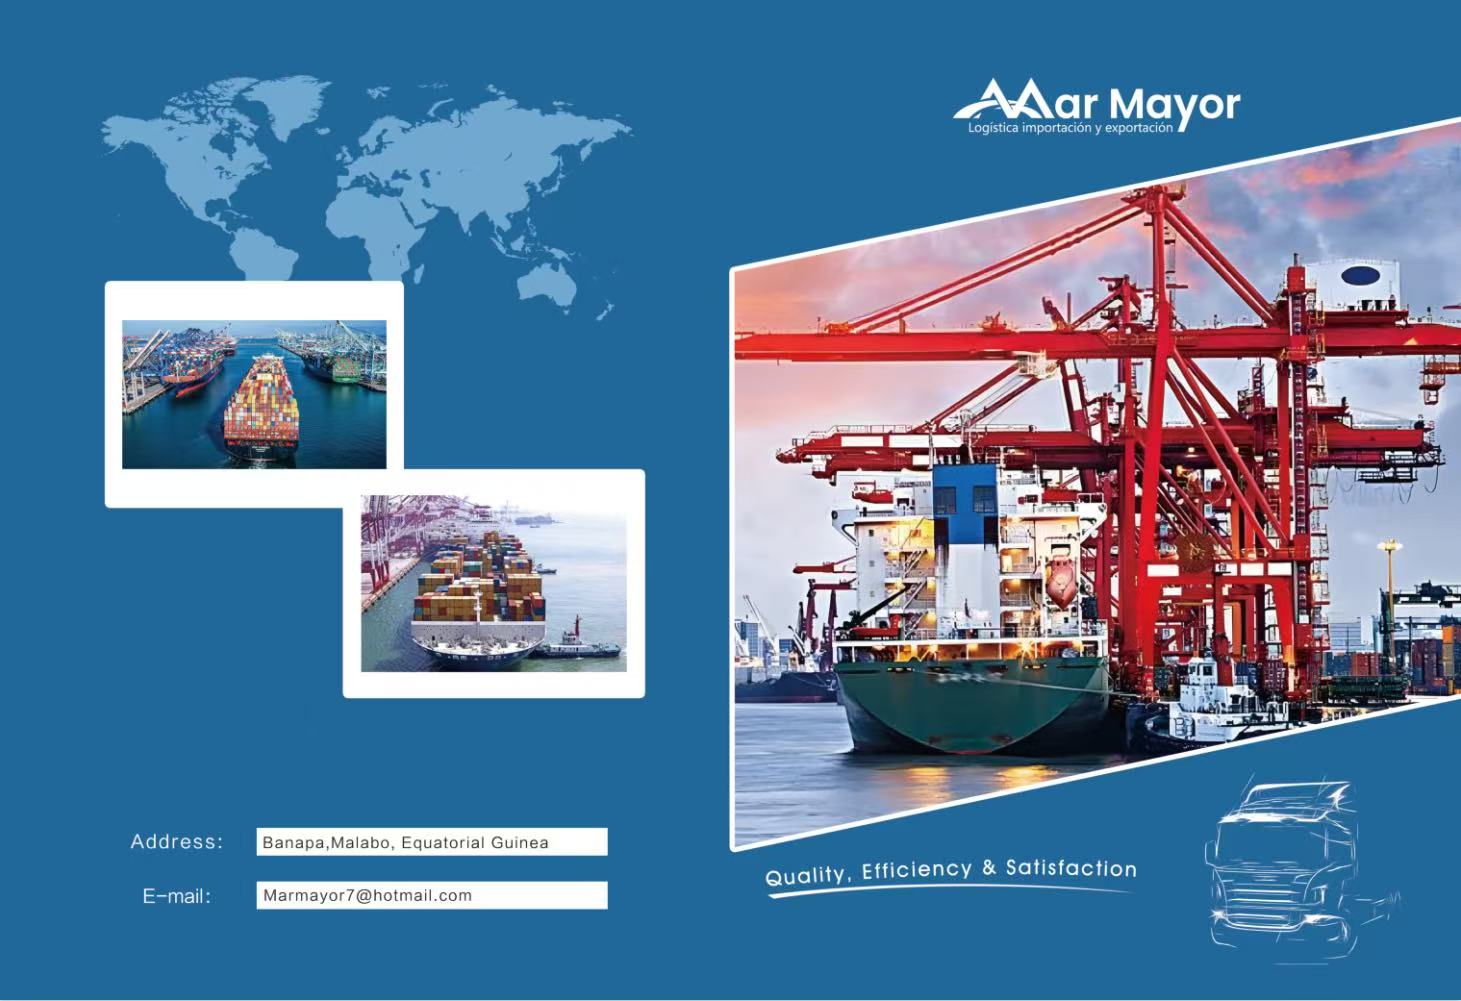 Mar Mayor
Logística importación y exportación
Quality, Efficiency & Satisfaction
Address: Banapa,Malabo, Equatorial Guinea
E-mail: Marmayor7@hotmail.com